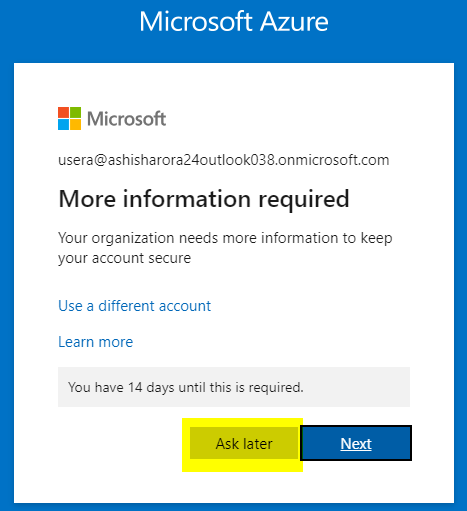 Microsoft Azure
Microsoft
usera@ashisharora24outlook038.onmicrosoft.com
More information required
Your organization needs more information to keep
your account secure
Use a different account
Learn more
You have 14 days until this is required.
Ask later
Next